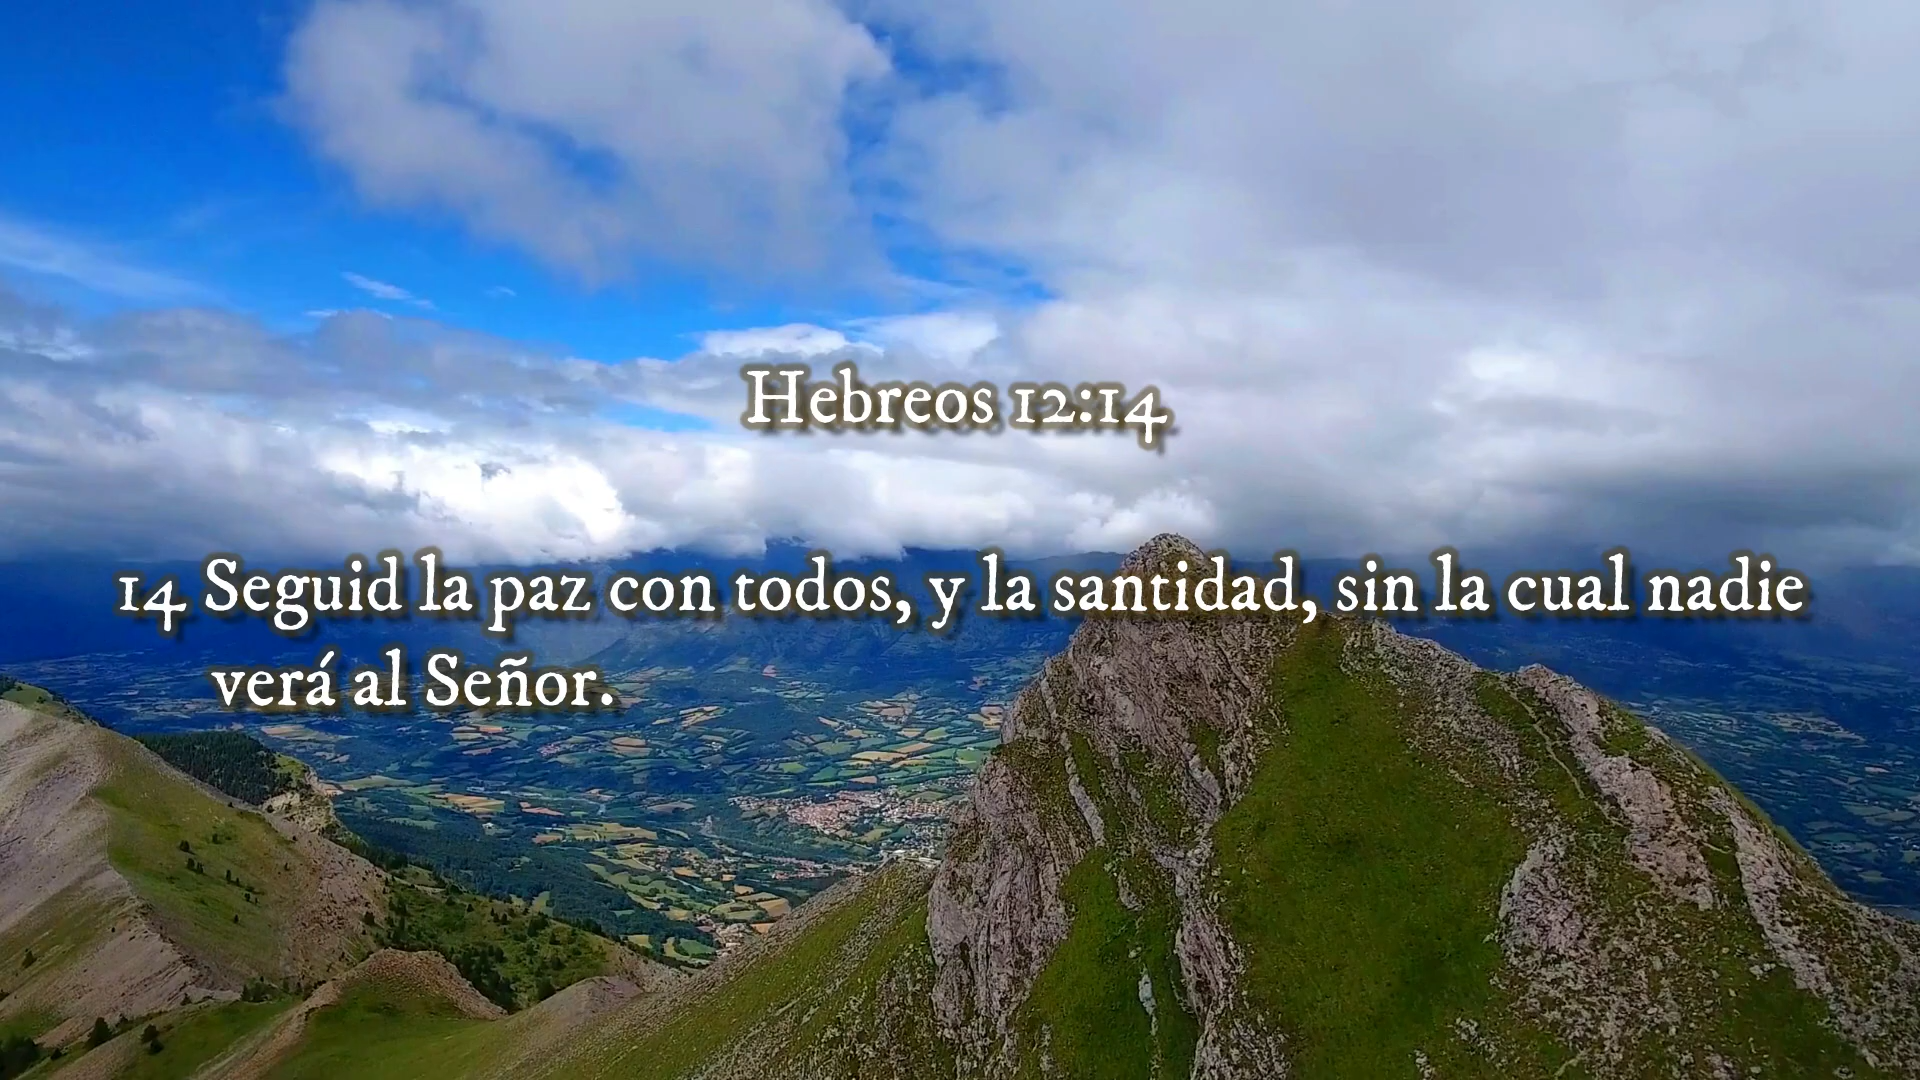 Hebreos 12:14
14 Seguid la paz con todos, y la santidad, sin la cual nadie
verá al Señor.